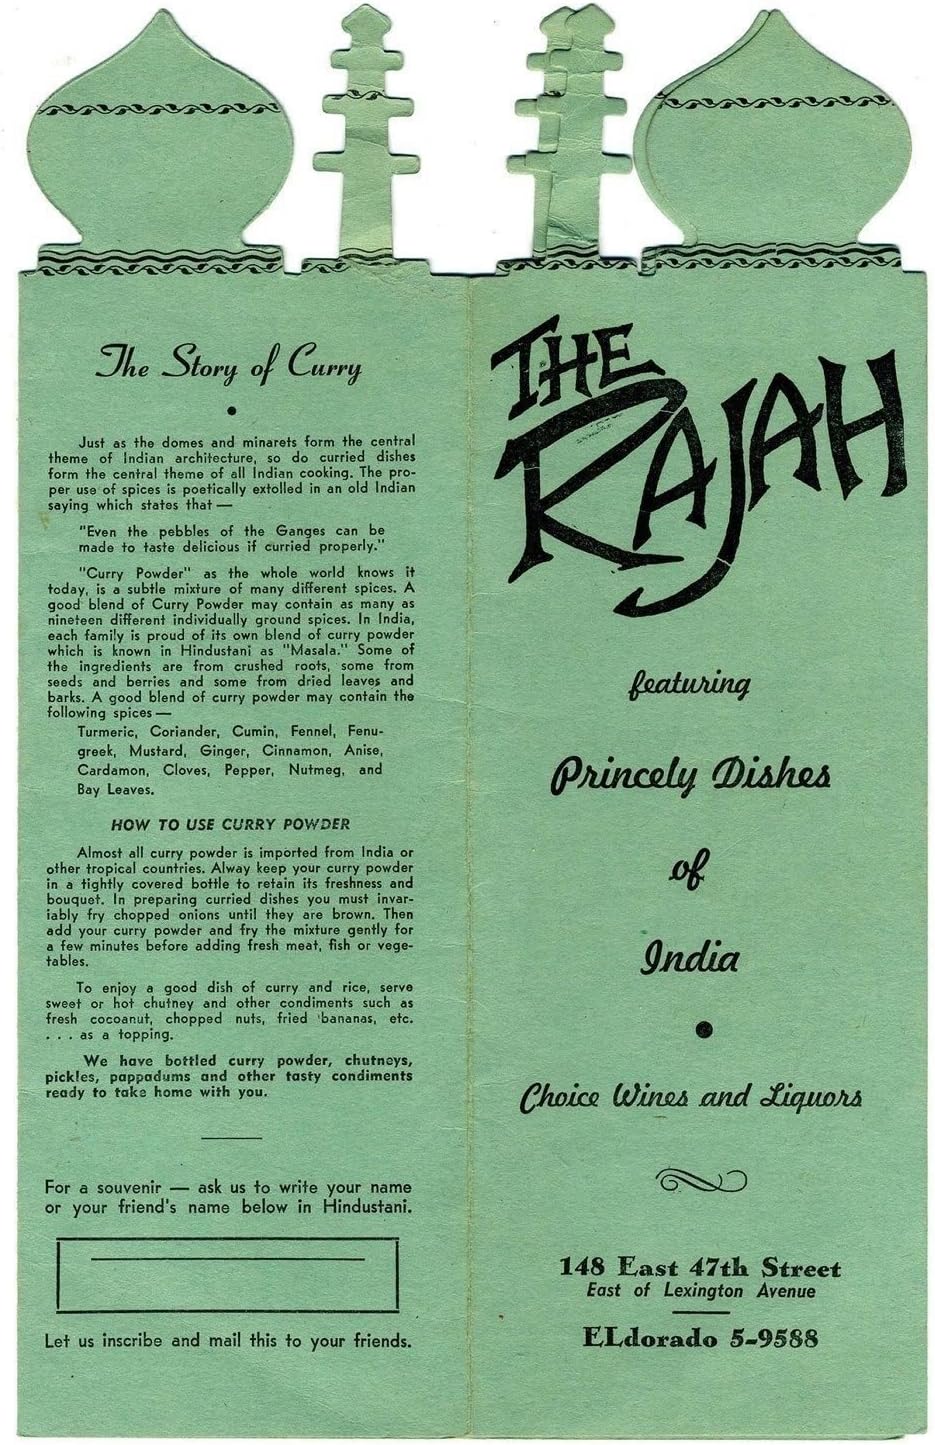 The Story of Curry
Just as the domes and minarets form the central
theme of Indian architecture, so do curried dishes
form the central theme of all Indian cooking. The pro-
per use of spices is poetically extolled in an old Indian
saying which states that —
"Even the pebbles of the Ganges can be
made to taste delicious if curried properly."
"Curry Powder" as the whole world knows it
today, is a subtle mixture of many different spices. A
good blend of Curry Powder may contain as many as
nineteen different individually ground spices. In India,
each family is proud of its own blend of curry powder
which is known in Hindustani as "Masala." Some of
the ingredients are from crushed roots, some from
seeds and berries and some from dried leaves and
barks. A good blend of curry powder may contain the
following spices —
Turmeric, Coriander, Cumin, Fennel, Fenu-
greek, Mustard, Ginger, Cinnamon, Anise,
Cardamon, Cloves, Pepper, Nutmeg, and
Bay Leaves.
HOW TO USE CURRY POWDER
Almost all curry powder is imported from India or
other tropical countries. Alway keep your curry powder
in a tightly covered bottle to retain its freshness and
bouquet. In preparing curried dishes you must invar-
iably fry chopped onions until they are brown. Then
add your curry powder and fry the mixture gently for
a few minutes before adding fresh meat, fish or vege-
tables.
To enjoy a good dish of curry and rice, serve
sweet or hot chutney and other condiments such as
fresh cocoanut, chopped nuts, fried bananas, etc.
. . . as a topping.
We have bottled curry powder, chutneys,
pickles, pappadums and other tasty condiments
ready to take home with you.
For a souvenir — ask us to write your name
or your friend's name below in Hindustani.
Let us inscribe and mail this to your friends.
THE
RAJAH
featuring
Princely Dishes
of
India
Choice Wines and Liquors
148 East 47th Street
East of Lexington Avenue
ELdorado 5-9588